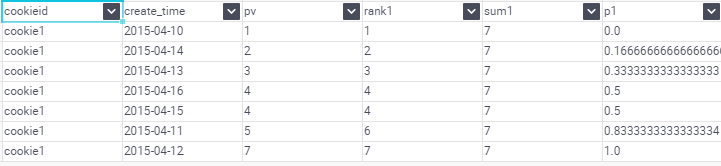 cookieid create_time pv rank1 sum1 p1
cookie1 2015-04-10 1 1 7 0.0
cookie1 2015-04-14 2 2 7 0.1666666666666666
cookie1 2015-04-13 3 3 7 0.3333333333333333
cookie1 2015-04-16 4 4 7 0.5
cookie1 2015-04-15 4 4 7 0.5
cookie1 2015-04-11 5 6 7 0.8333333333333334
cookie1 2015-04-12 7 7 7 1.0